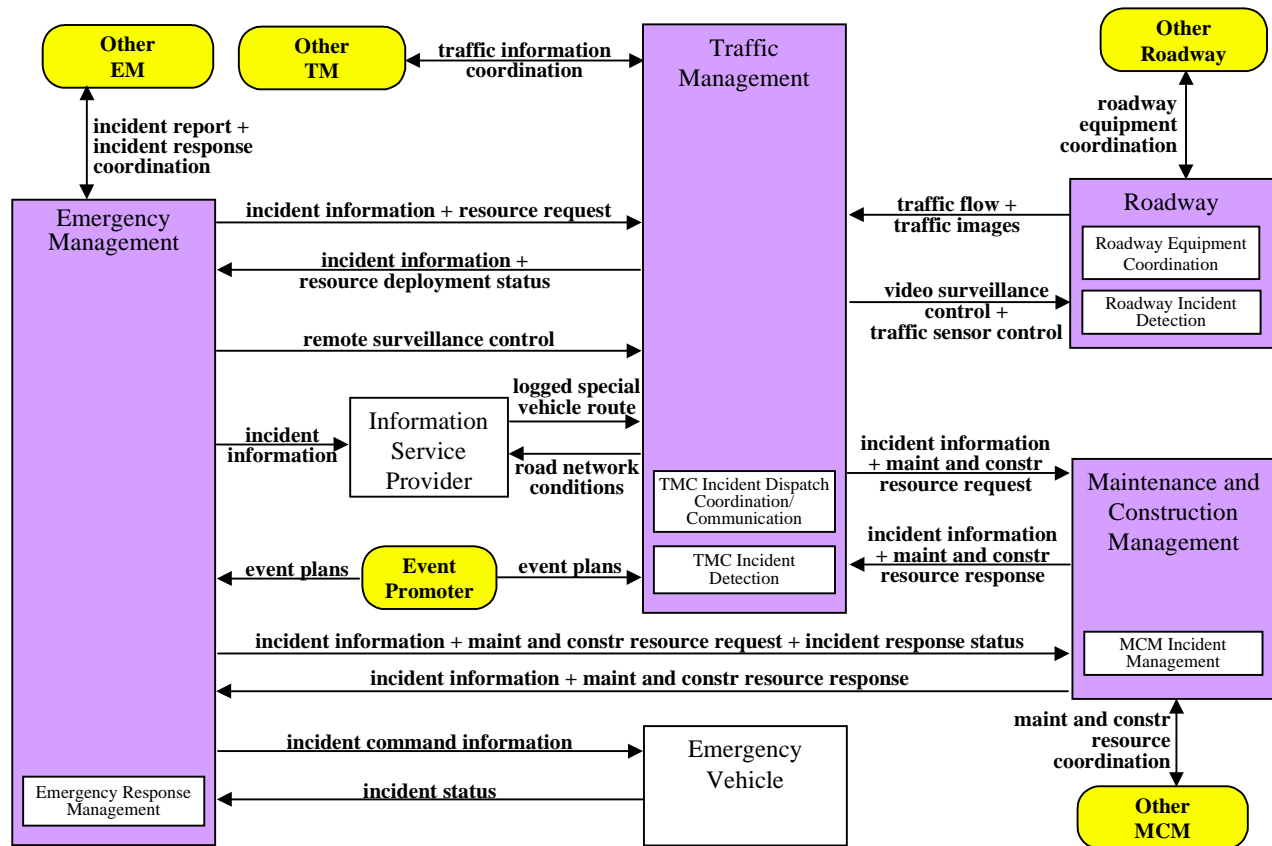 Other
EM
Other
TM
traffic information
coordination
Traffic
Management
Other
Roadway
incident report +
incident response
coordination
roadway
equipment
coordination
Emergency
Management
incident information + resource request
traffic flow +
traffic images
Roadway
Roadway Equipment
Coordination
incident information +
resource deployment status
video surveillance
control +
traffic sensor control
Roadway Incident
Detection
remote surveillance control
logged special
vehicle route
incident
information
Information
Service
Provider
road network
conditions
incident information
+ maint and constr
resource request
TMC Incident Dispatch
Coordination/
Communication
Maintenance and
Construction
Management
incident information
+ maint and constr
resource response
event plans
Event
Promoter
event plans
TMC Incident
Detection
incident information + maint and constr resource request + incident response status
MCM Incident
Management
incident information + maint and constr resource response
maint and constr
resource
coordination
incident command information
Emergency
Vehicle
Emergency Response
Management
incident status
Other
MCM